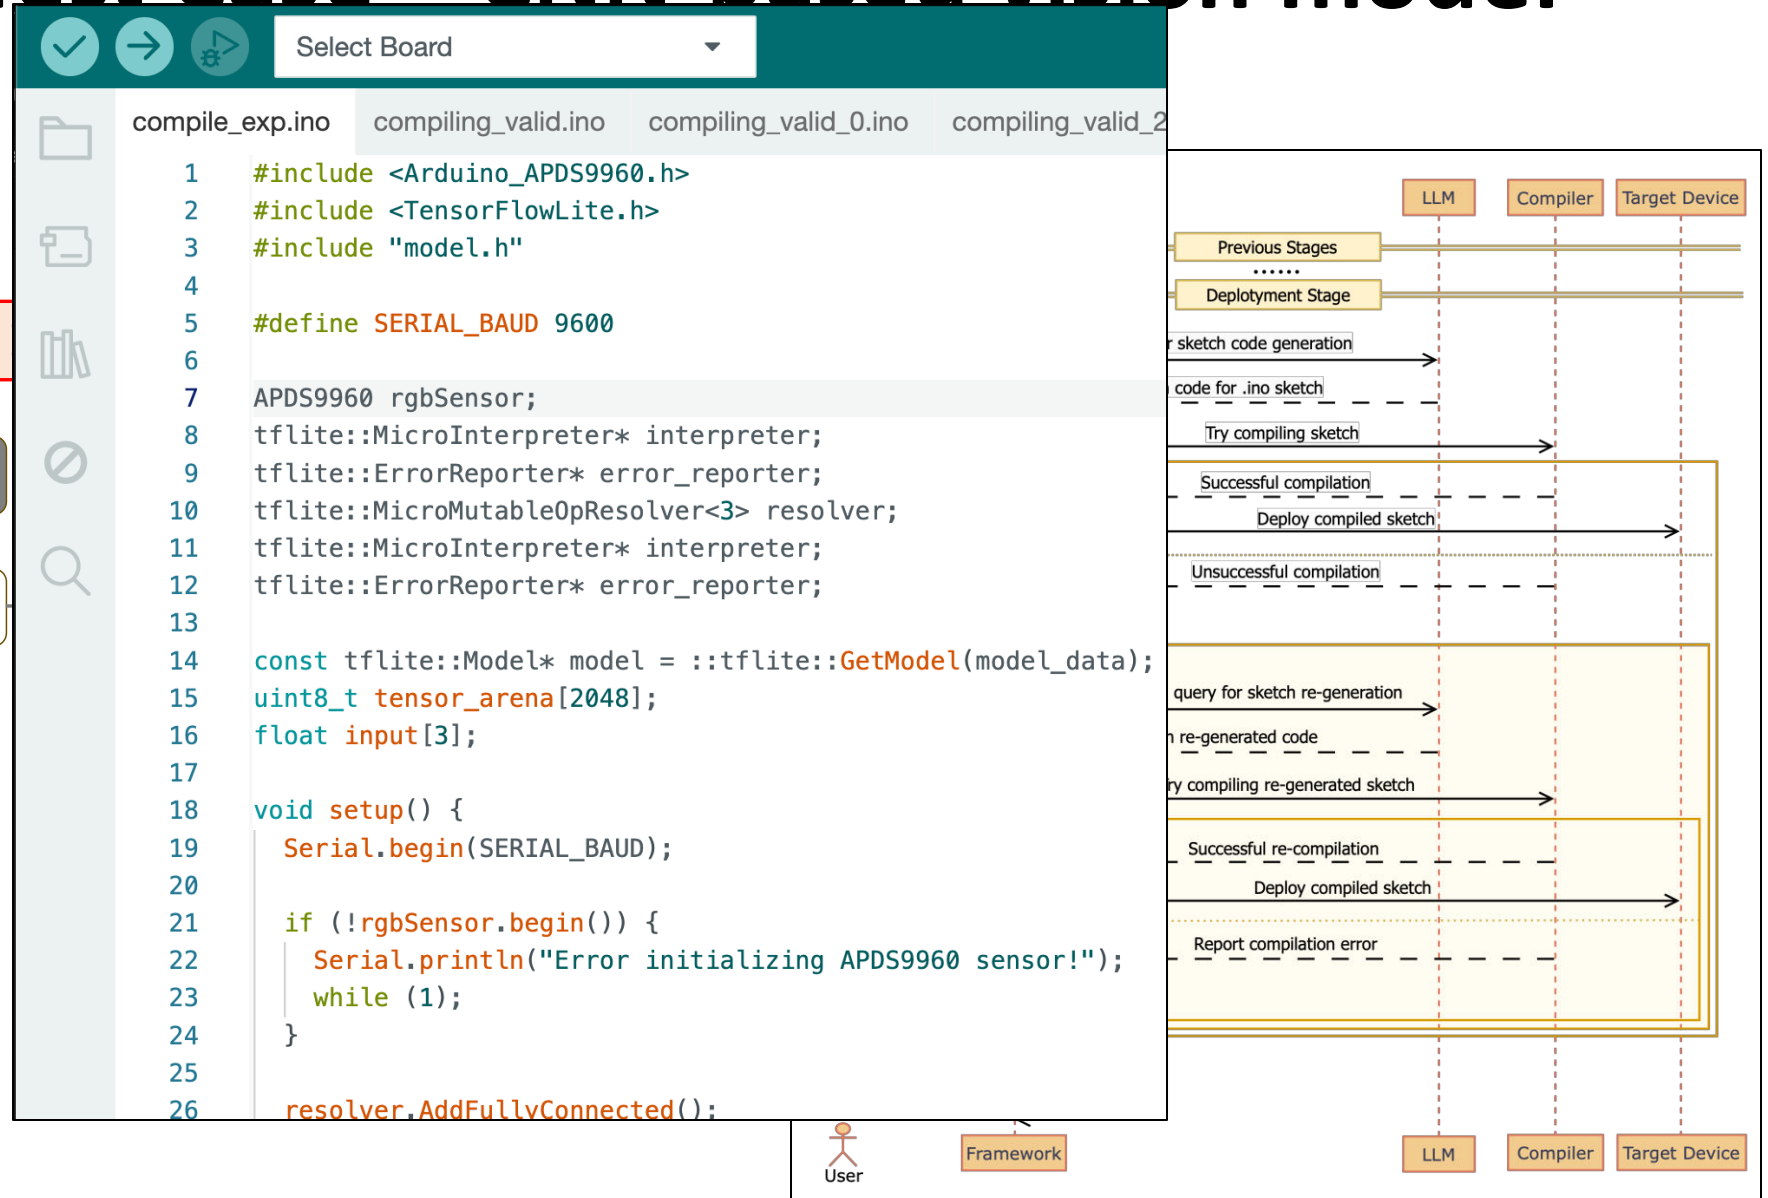 model
Select Board
compile_exp.ino compiling_valid.ino compiling_valid_0.ino compiling_valid_2
1 #include <Arduino_APDS9960.h>
2 #include <TensorFlowLite.h>
3 #include "model.h"
4
5 #define SERIAL_BAUD 9600
6
7 APDS9960 rgbSensor;
8 tflite::MicroInterpreter* interpreter;
9 tflite::ErrorReporter* error_reporter;
10 tflite::MicroMutableOpResolver<3> resolver;
11 tflite::MicroInterpreter* interpreter;
12 tflite::ErrorReporter* error_reporter;
13
14 const tflite::Model* model = ::tflite::GetModel(model_data);
15 uint8_t tensor_arena[2048];
16 float input[3];
17
18 void setup() {
19 Serial.begin(SERIAL_BAUD);
20
21 if (!rgbSensor.begin()) {
22 Serial.println("Error initializing APDS9960 sensor!");
23 while (1);
24 }
25
26 resolver.AddFullyConnected();
LLM Compiler Target Device
Previous Stages
......
Deplotyment Stage
r sketch code generation
code for .ino sketch
Try compiling sketch
Successful compilation
Deploy compiled sketch
Unsuccessful compilation
query for sketch re-generation
re-generated code
ry compiling re-generated sketch
Successful re-compilation
Deploy compiled sketch
Report compilation error
User Framework LLM Compiler Target Device